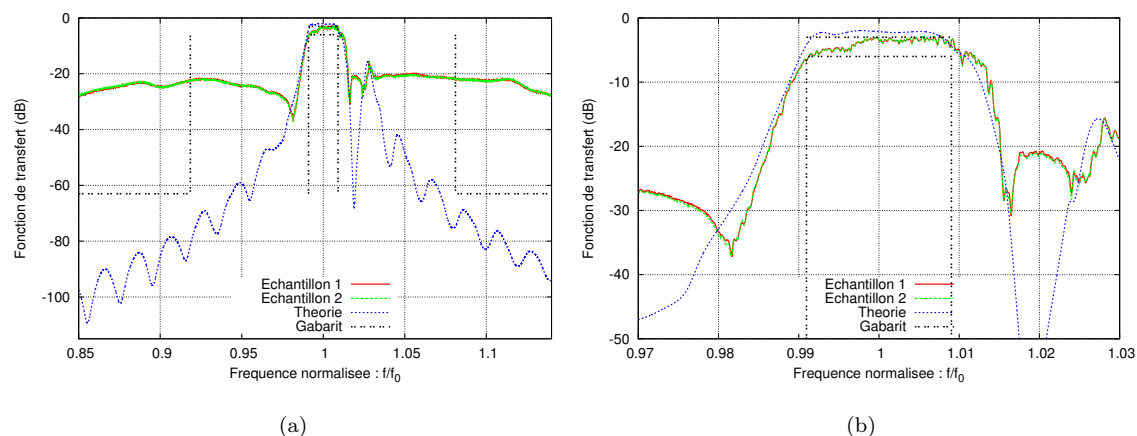 0
-20
-40
-60
-80
-100
Fonction de transfert (dB)
0.85
0.9
0.95
1
1.05
1.1
Frequence normalisee : f/f0
Echantillon 1
Echantillon 2
Theorie
Gabarit
(a)
0
-10
-20
-30
-40
-50
Fonction de transfert (dB)
0.97
0.98
0.99
1
1.01
1.02
1.03
Frequence normalisee : f/f0
Echantillon 1
Echantillon 2
Theorie
Gabarit
(b)